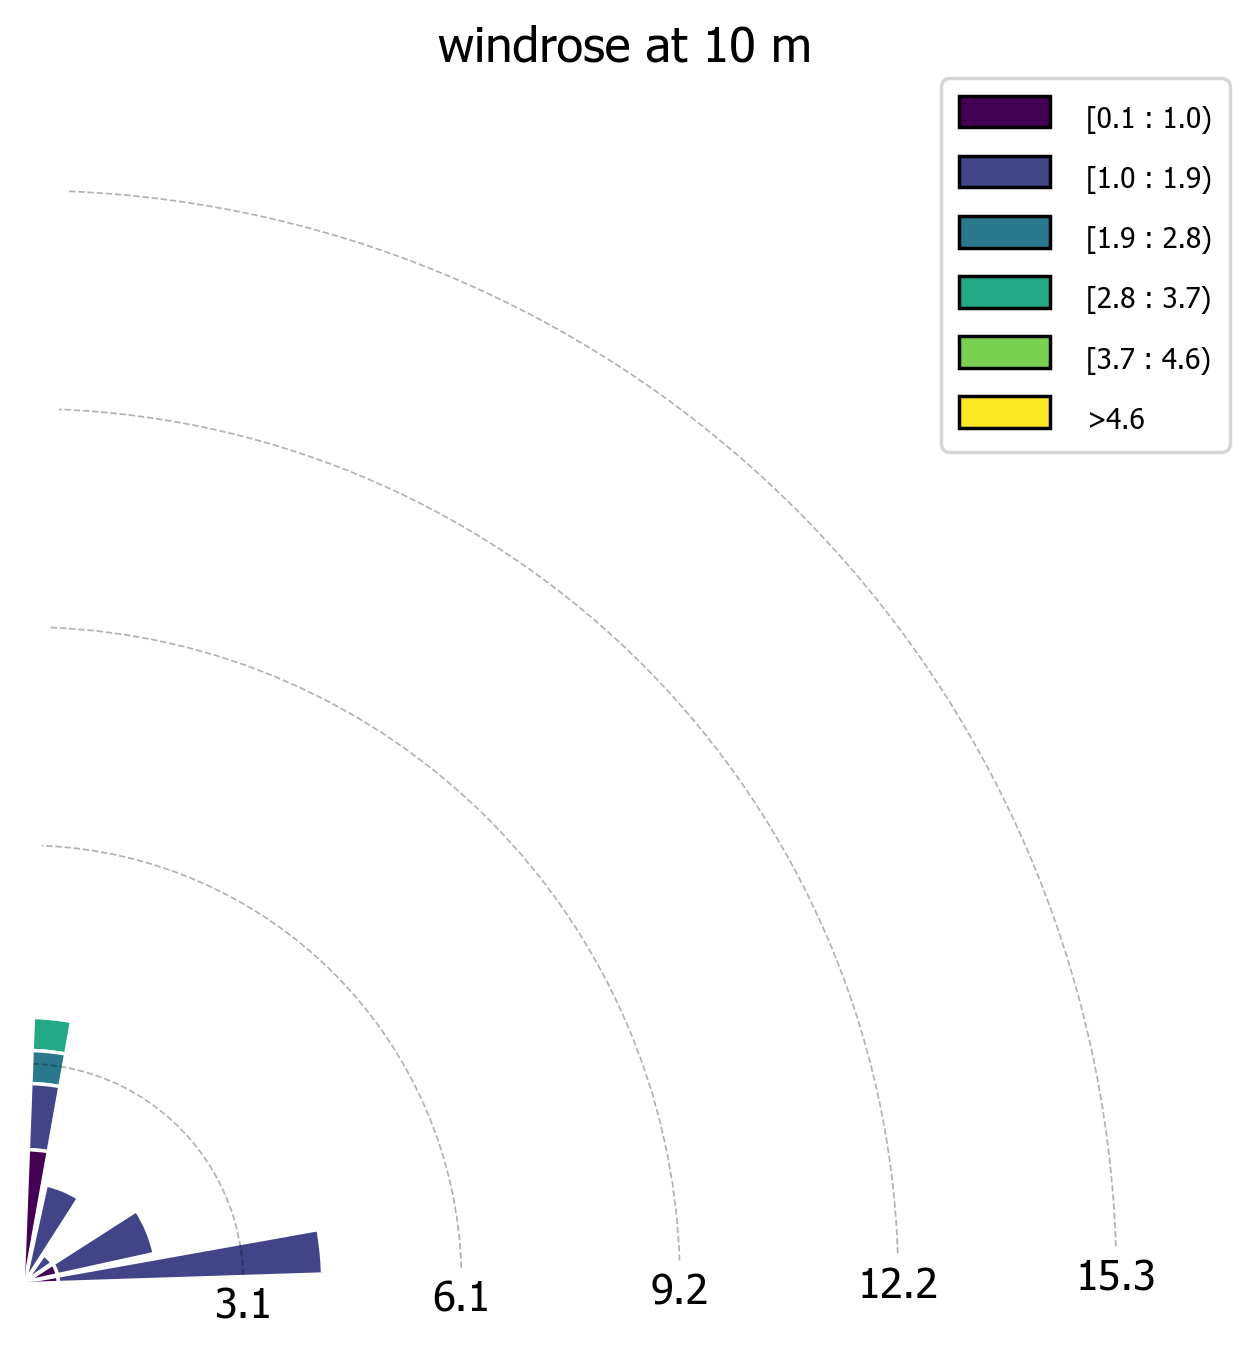 windrose at 10 m
[0.1 : 1.0)
[1.0 : 1.9)
[1.9 : 2.8)
[2.8 : 3.7)
[3.7 : 4.6)
>4.6
3.1
6.1
9.2
12.2
15.3